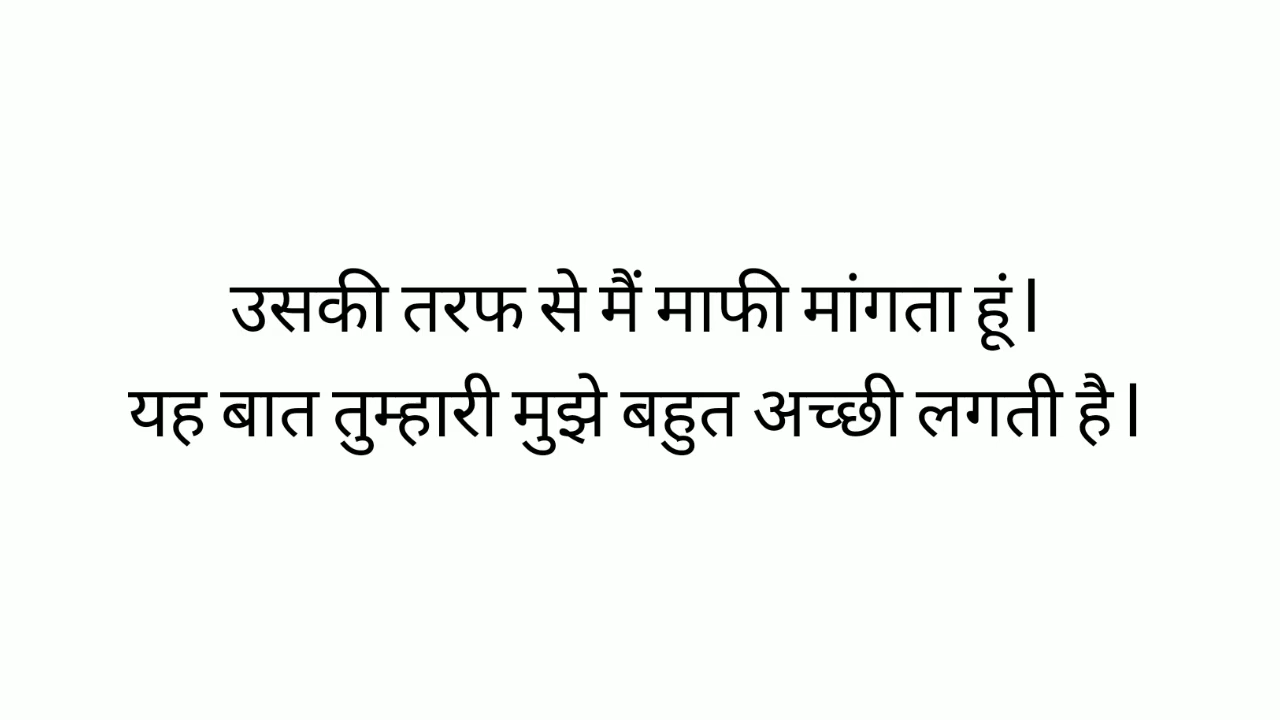 उसकी तरफ से मैं माफी मांगता हूं।
यह बात तुम्हारी मुझे बहुत अच्छी लगती है।